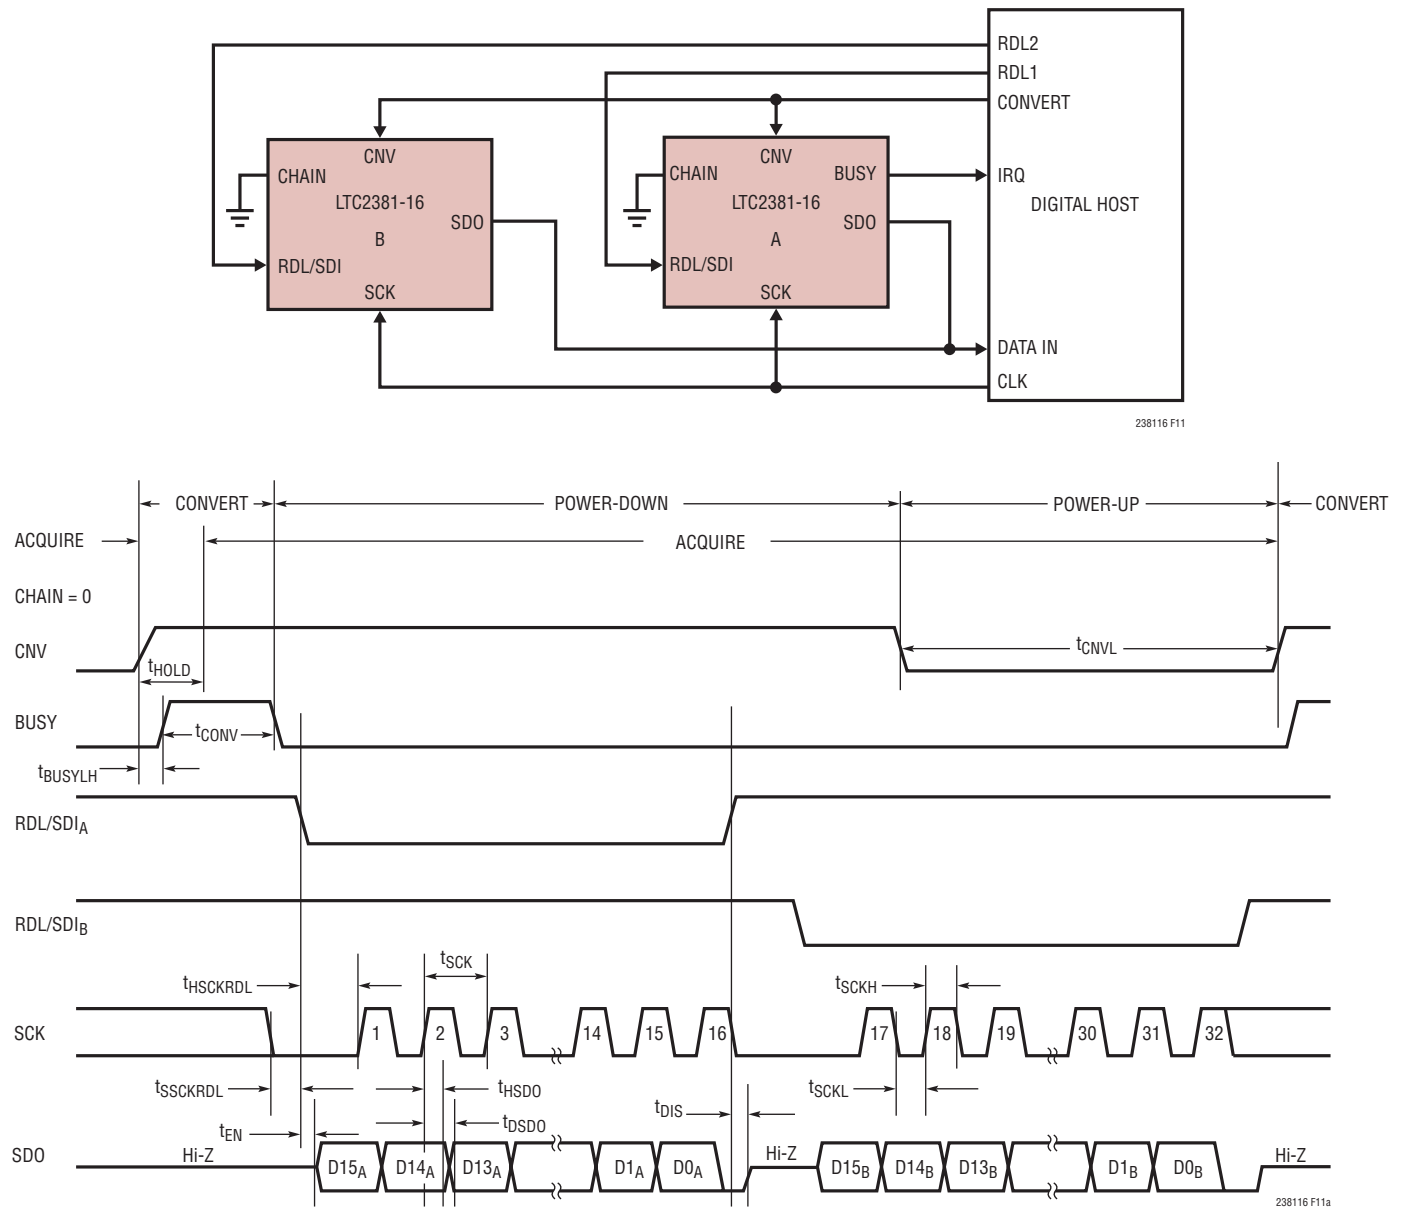 RDL2
RDL1
CONVERT
CNV
CNV
CHAIN
CHAIN
BUSY
IRQ
LTC2381-16
LTC2381-16
DIGITAL HOST
SDO
SDO
B
A
RDL/SDI
RDL/SDI
SCK
SCK
DATA IN
CLK
238116 F11
CONVERT
POWER-DOWN
POWER-UP
CONVERT
ACQUIRE
ACQUIRE
CHAIN = 0
CNV
tCNVL
tHOLD
BUSY
tCONV
tBUSYLH
RDL/SDIA
RDL/SDIB
tSCK
tHSCKRDL
tSCKH
SCK
1 2 3 14 15 16 17 18 19 30 31 32
tSSCKRDL
tHSDO
tSCKL
tDIS
tDSDO
tEN
SDO
Hi-Z
D15A D14A D13A D1A D0A
Hi-Z
D15B D14B D13B D1B D0B
Hi-Z
238116 F11a